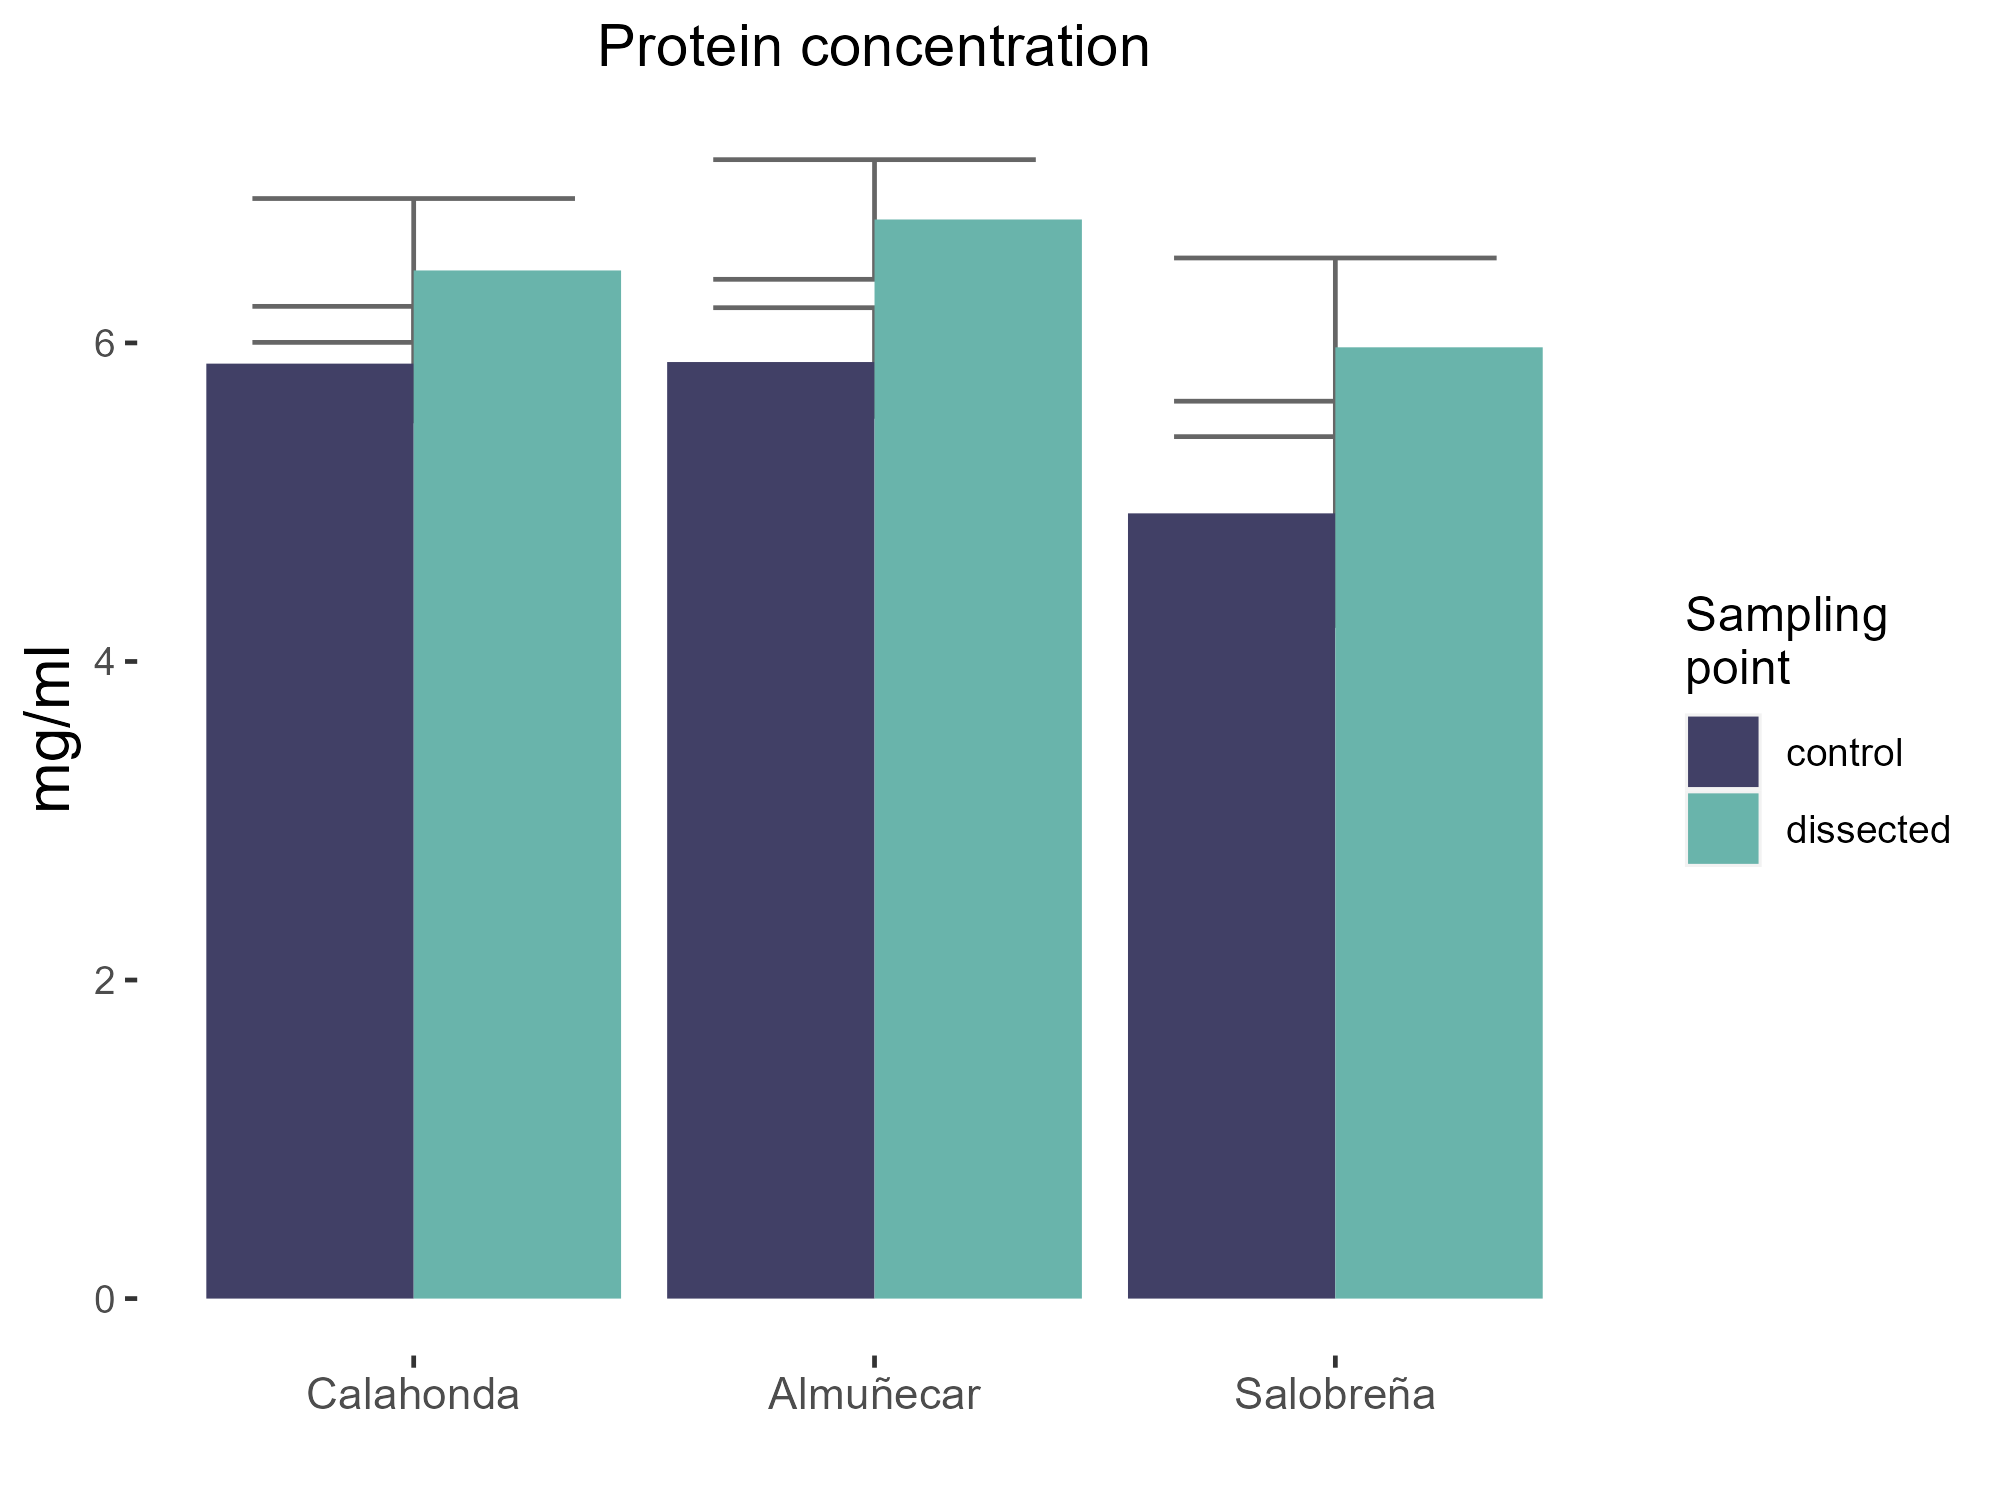 Protein concentration
mg/ml
6
4
2
0
Calahonda
Almuñecar
Salobreña
Sampling
point
control
dissected